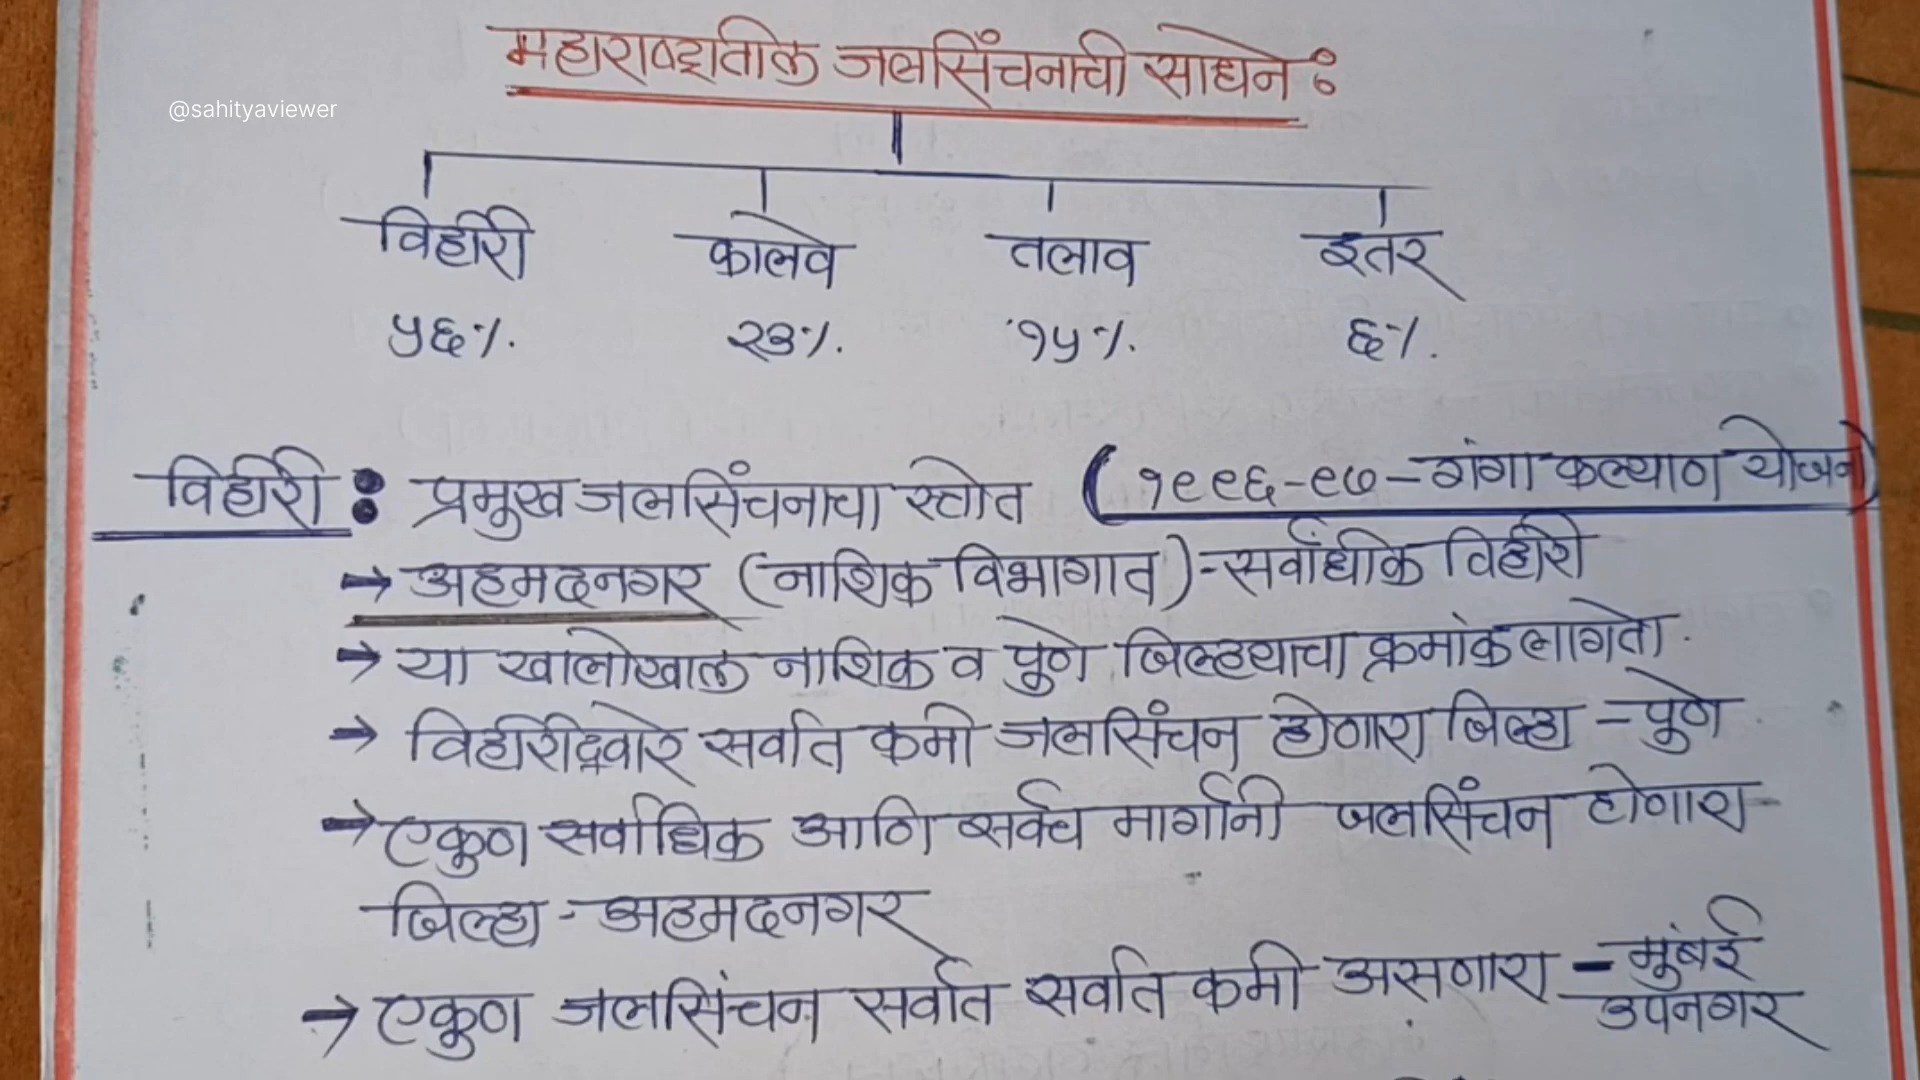 महाराष्ट्रातील जलसिंचनाची साधने :
@sahityaviewer
विहीरी कालवे तलाव इतर
५६% २३% १५% ६%
विहीरी : प्रमुख जलसिंचनाचा स्त्रोत (१९९६-९७ - गंगा कल्याण योजना)
→ अहमदनगर (नाशिक विभागात) - सर्वाधीक विहीरी
→ या खालोखाल नाशिक व पुणे जिल्ह्याचा क्रमांक लागतो.
→ विहीरीद्वारे सर्वात कमी जलसिंचन होणारा जिल्हा - पुणे
→ एकुण सर्वाधिक आणि सर्वच मार्गानी जलसिंचन होणारा
जिल्हा - अहमदनगर
→ एकुण जलसिंचन सर्वात सर्वात कमी असणारा - मुंबई
उपनगर